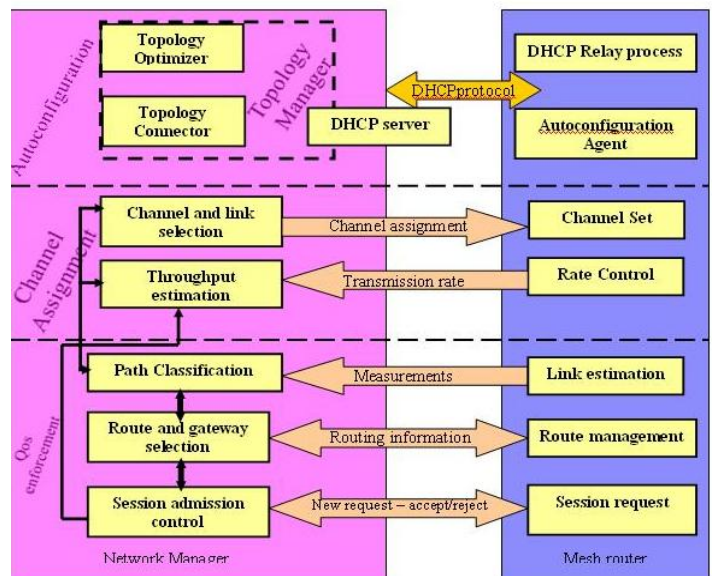 Autoconfiguration
Topology
Optimizer
Topology
Connector
Topology
Manager
DHCP server
DHCPprotocol
DHCP Relay process
Autoconfiguration
Agent
Channel
Assignment
Channel and link
selection
Channel assignment
Channel Set
Throughput
estimation
Transmission rate
Rate Control
Qos
enforcement
Path Classification
Measurements
Link estimation
Route and gateway
selection
Routing information
Route management
Session admission
control
New request – accept/reject
Session request
Network Manager
Mesh router